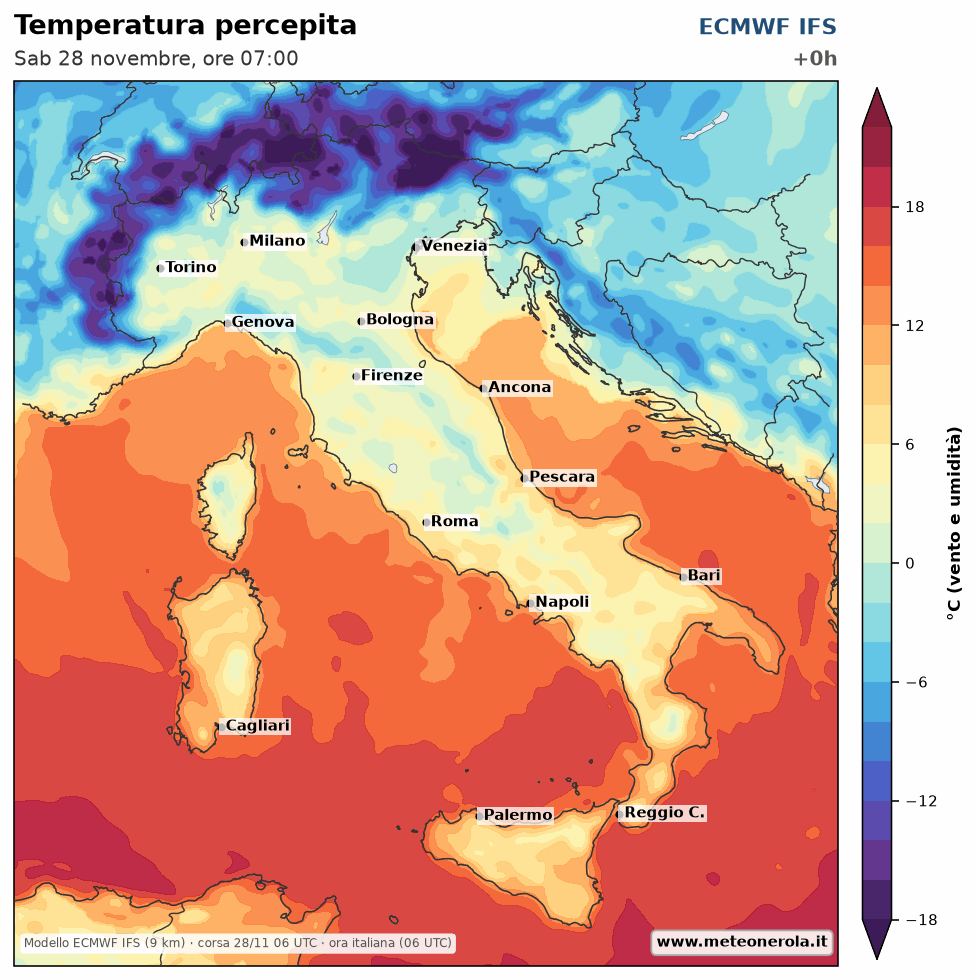 Temperatura percepita
ECMWF IFS
Sab 28 novembre, ore 07:00
+0h
Milano
Venezia
Torino
Genova
Bologna
Firenze
Ancona
Pescara
Roma
Bari
Napoli
Cagliari
Palermo
Reggio C.
18
12
6
0
−6
−12
−18
°C (vento e umidità)
Modello ECMWF IFS (9 km) · corsa 28/11 06 UTC · ora italiana (06 UTC)
www.meteonerola.it